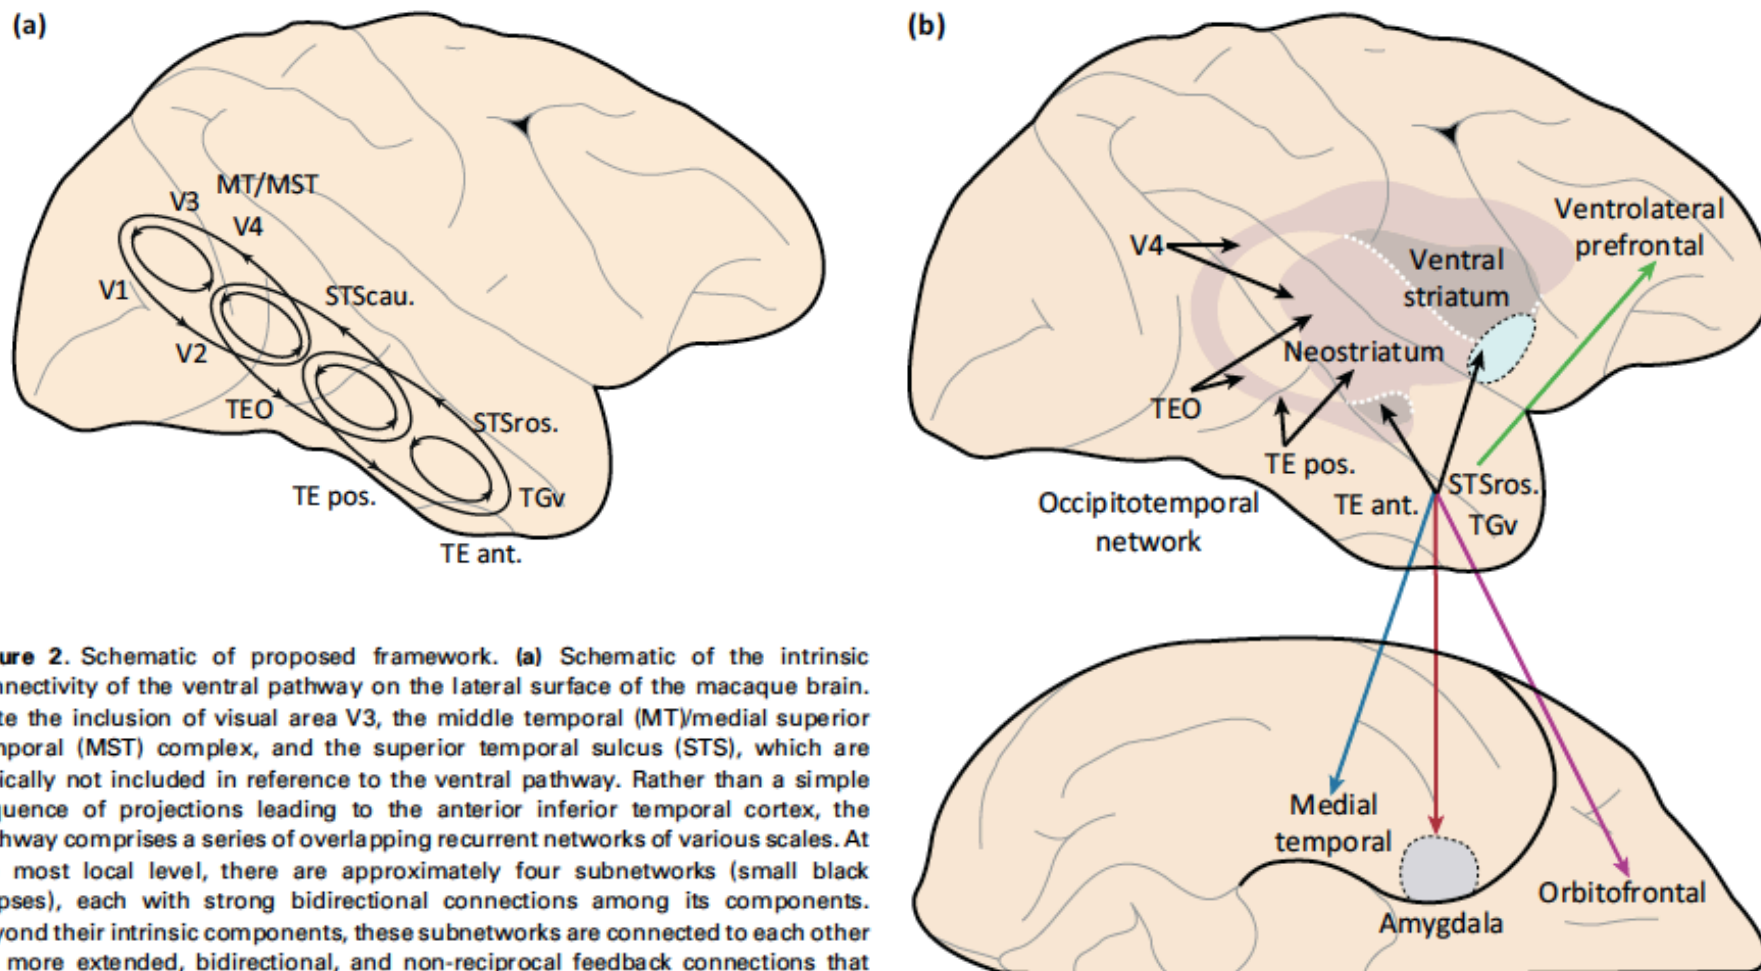 (a)
MT/MST
V3
V4
V1
STScau.
V2
TEO
STSros.
TE pos.
TGv
TE ant.
(b)
Ventrolateral
prefrontal
V4
Ventral
striatum
Neostriatum
TEO
TE pos.
STSros.
TE ant.
TGv
Occipitotemporal
network
Medial
temporal
Orbitofrontal
Amygdala
ure 2. Schematic of proposed framework. (a) Schematic of the intrinsic
nnectivity of the ventral pathway on the lateral surface of the macaque brain.
te the inclusion of visual area V3, the middle temporal (MT)/medial superior
mporal (MST) complex, and the superior temporal sulcus (STS), which are
ically not included in reference to the ventral pathway. Rather than a simple
quence of projections leading to the anterior inferior temporal cortex, the
thway comprises a series of overlapping recurrent networks of various scales. At
most local level, there are approximately four subnetworks (small black
pses), each with strong bidirectional connections among its components.
yond their intrinsic components, these subnetworks are connected to each other
more extended, bidirectional, and non-reciprocal feedback connections that